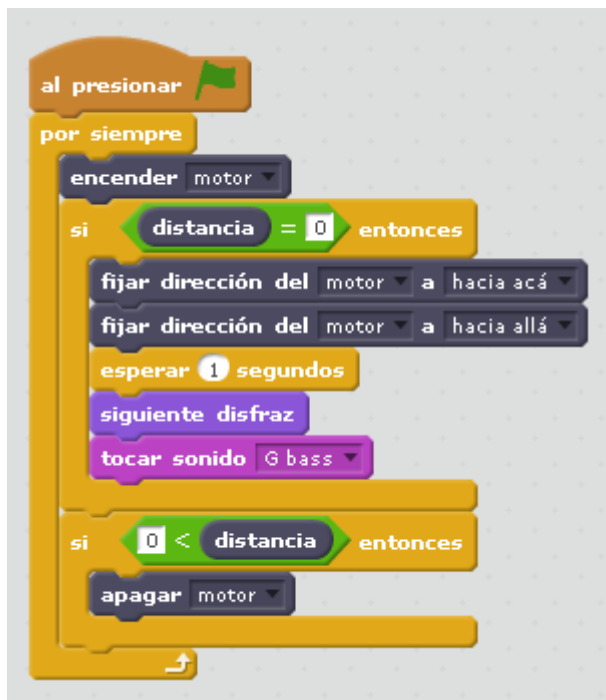 al presionar
por siempre
encender motor
si distancia = 0 entonces
fijar dirección del motor a hacia acá
fijar dirección del motor a hacia allá
esperar 1 segundos
siguiente disfraz
tocar sonido G bass
si 0 < distancia entonces
apagar motor